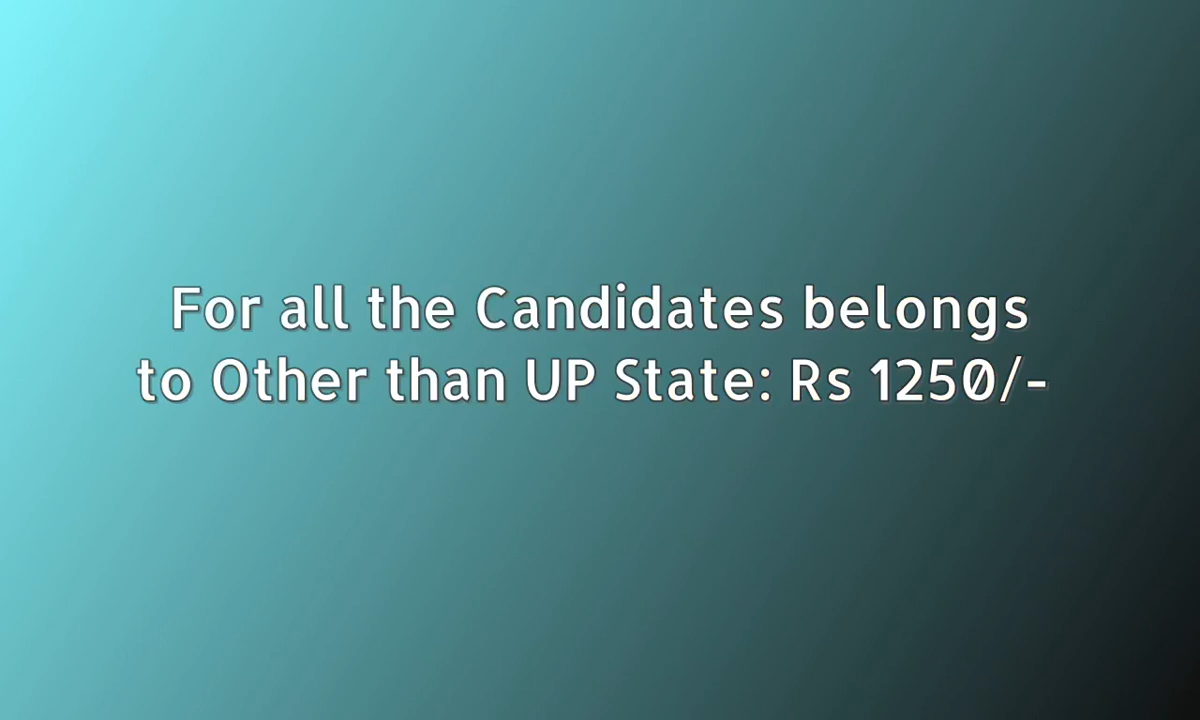 For all the Candidates belongs
to Other than UP State: Rs 1250/-